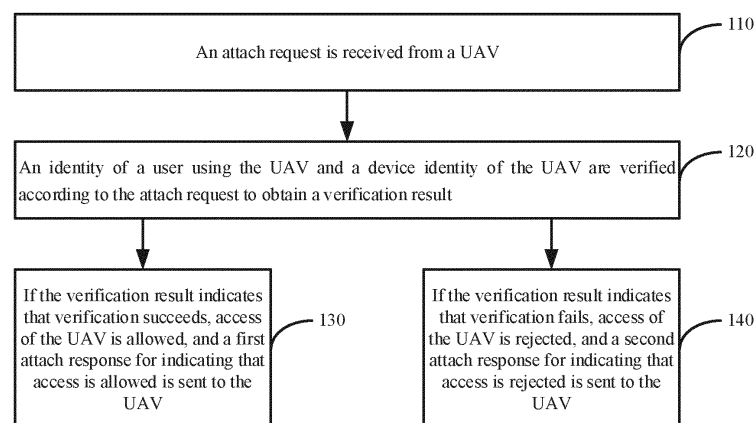 An attach request is received from a UAV
110
An identity of a user using the UAV and a device identity of the UAV are verified
according to the attach request to obtain a verification result
120
If the verification result indicates
that verification succeeds, access
of the UAV is allowed, and a first
attach response for indicating that
access is allowed is sent to the
UAV
130
If the verification result indicates
that verification fails, access of
the UAV is rejected, and a second
attach response for indicating that
access is rejected is sent to the
UAV
140